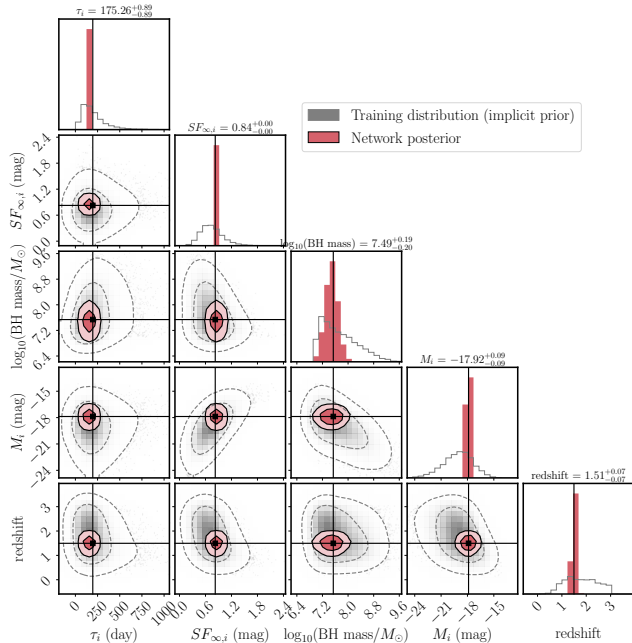 τi = 175.26 +0.89 −0.89
SF∞,i = 0.84 +0.00 −0.00
Training distribution (implicit prior)
Network posterior
SF∞,i (mag)
2.4
1.8
1.2
0.6
0.0
log10(BH mass) = 7.49 +0.19 −0.20
log10(BH mass/M⊙)
9.6
8.8
8.0
7.2
6.4
Mi = −17.92 +0.09 −0.09
Mi (mag)
−15
−18
−21
−24
redshift = 1.51 +0.07 −0.07
redshift
3
2
1
0
0 250 500 750 1000
0.0 0.6 1.2 1.8 2.4
6.4 7.2 8.0 8.8 9.6
−24 −21 −18 −15
0 1 2 3
τi (day) SF∞,i (mag) log10(BH mass/M⊙) Mi (mag) redshift